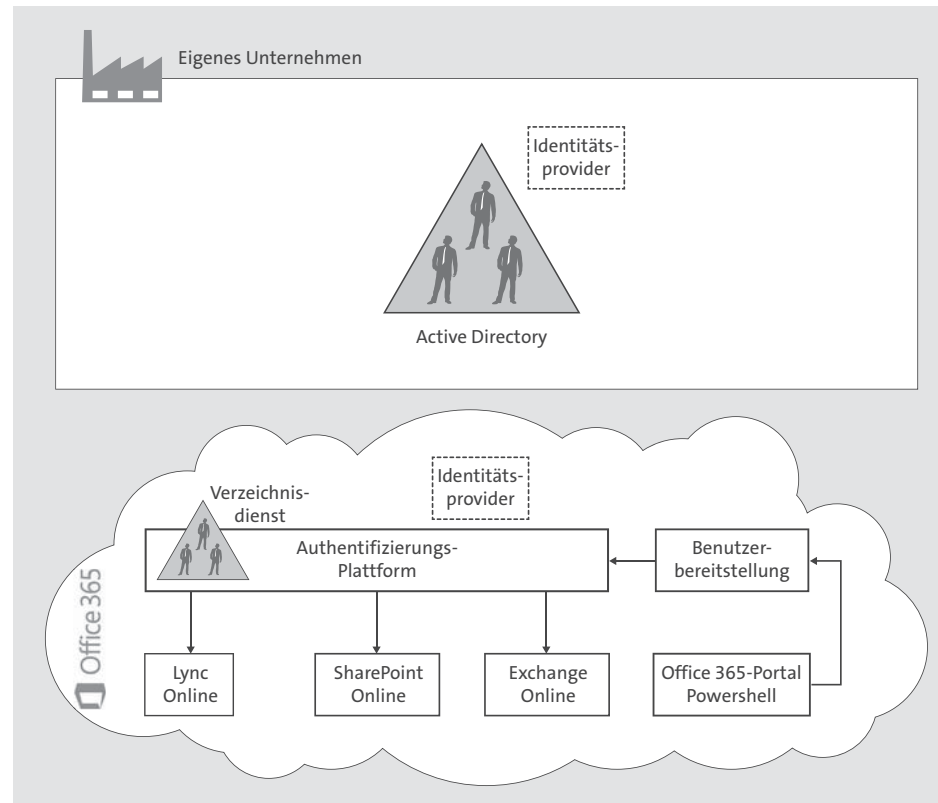 Eigenes Unternehmen
Identitäts-
provider
Active Directory
Identitäts-
provider
Verzeichnis-
dienst
Authentifizierungs-
Plattform
Benutzer-
bereitstellung
Office 365
Lync
Online
SharePoint
Online
Exchange
Online
Office 365-Portal
Powershell